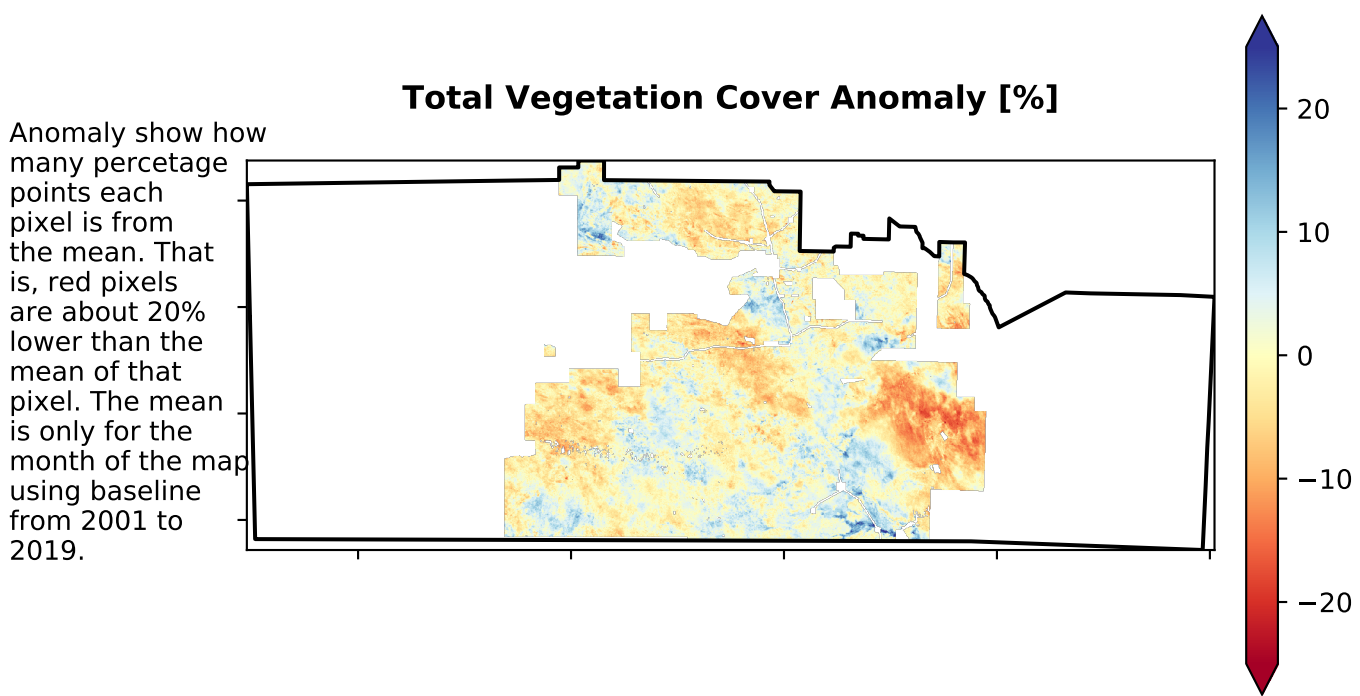 Total Vegetation Cover Anomaly [%]
Anomaly show how
many percetage
points each
pixel is from
the mean. That
is, red pixels
are about 20%
lower than the
mean of that
pixel. The mean
is only for the
month of the map
using baseline
from 2001 to
2019.
20
10
0
−10
−20